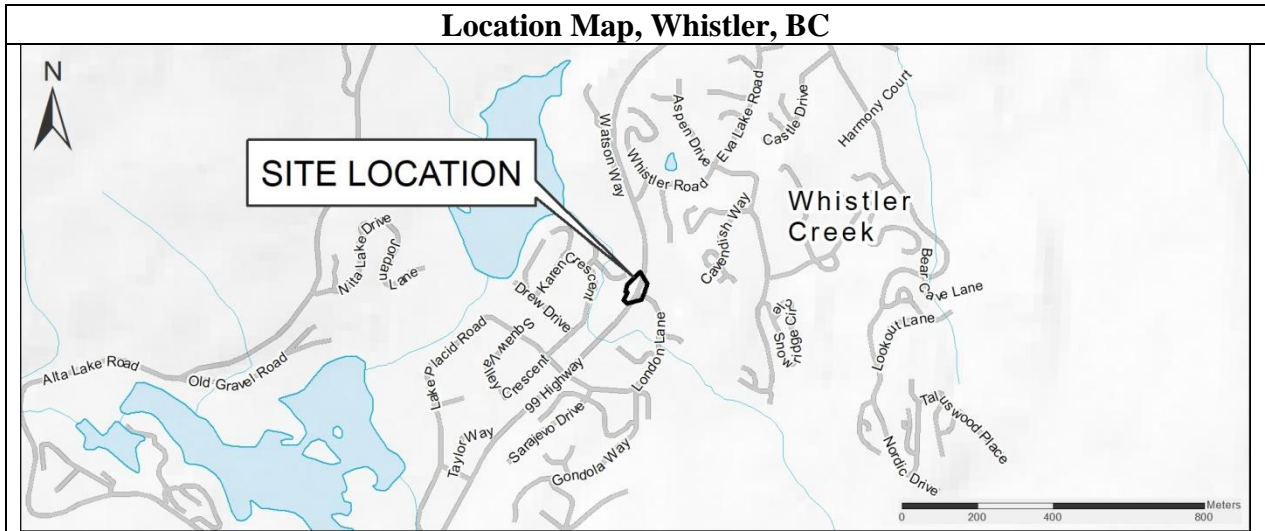 Location Map, Whistler, BC
N
SITE LOCATION
Watson Way
Aspen Drive
Eva Lake Road
Castle Drive
Harmony Court
Whistler Road
Cavendish Way
Whistler
Creek
Nita Lake Drive
Jordan
Lane
Karen
Crescent
Drew Drive
Bear Cave Lane
Snow
ridge Circle
Lookout Lane
London Lane
Lake Placid Road
Squaw Valley
Crescent
99 Highway
Alta Lake Road
Old Gravel Road
Taylor Way
Sarajevo Drive
Gondola Way
Taluswood Place
Nordic Drive
Meters
0 200 400 800